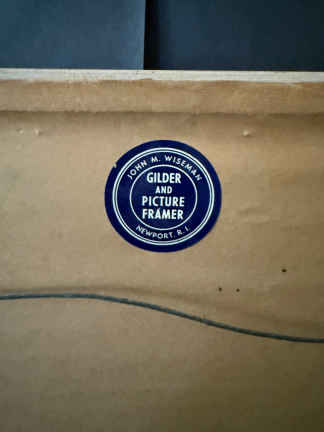 JOHN M. WISEMAN
GILDER
AND
PICTURE
FRAMER
NEWPORT. R. I.